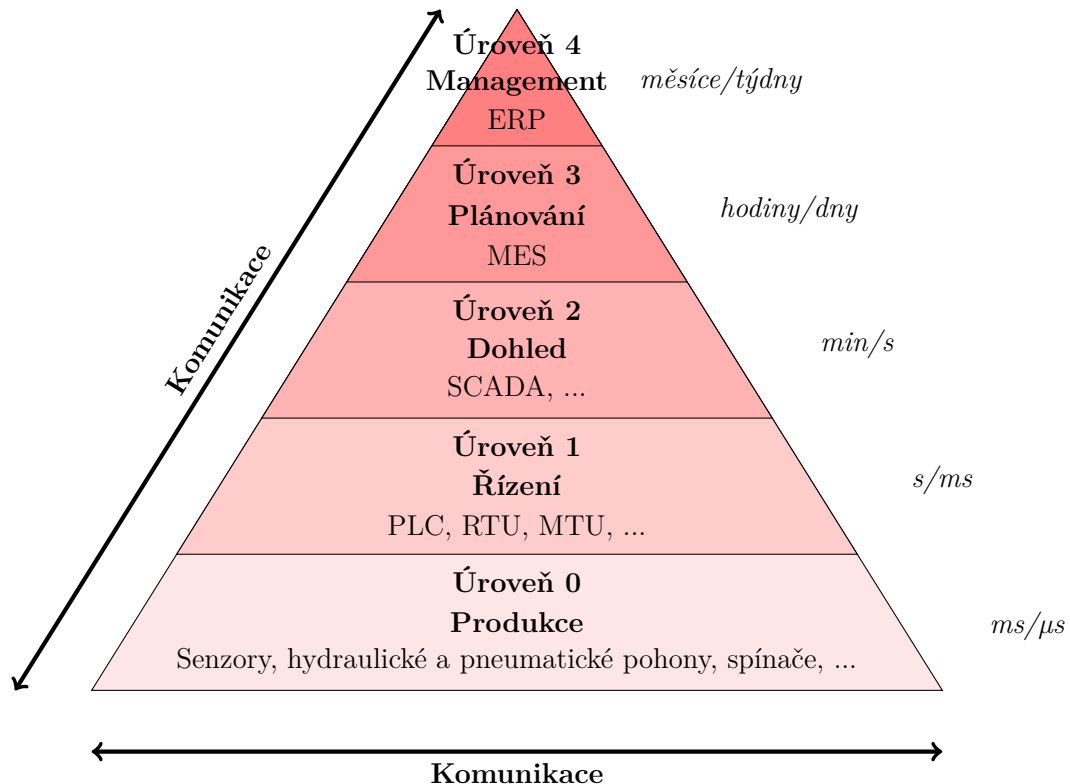 Úroveň 4
Management
měsíce/týdny
ERP
Úroveň 3
Plánování
hodiny/dny
MES
Komunikace
Úroveň 2
Dohled
min/s
SCADA, ...
Úroveň 1
Řízení
s/ms
PLC, RTU, MTU, ...
Úroveň 0
Produkce
ms/µs
Senzory, hydraulické a pneumatické pohony, spínače, ...
Komunikace